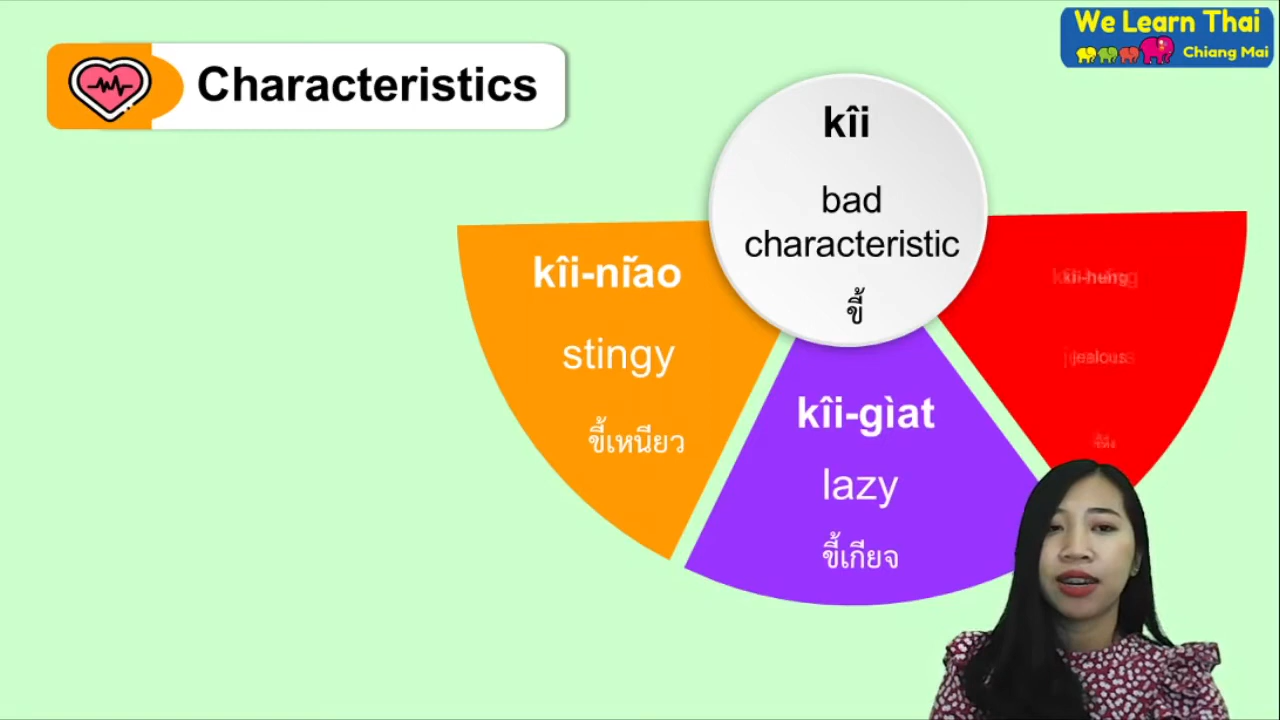 We Learn Thai
Chiang Mai
Characteristics
kîi
bad
characteristic
ขี้
kîi-nĭao
stingy
ขี้เหนียว
kîi-gìat
lazy
ขี้เกียจ
jealous